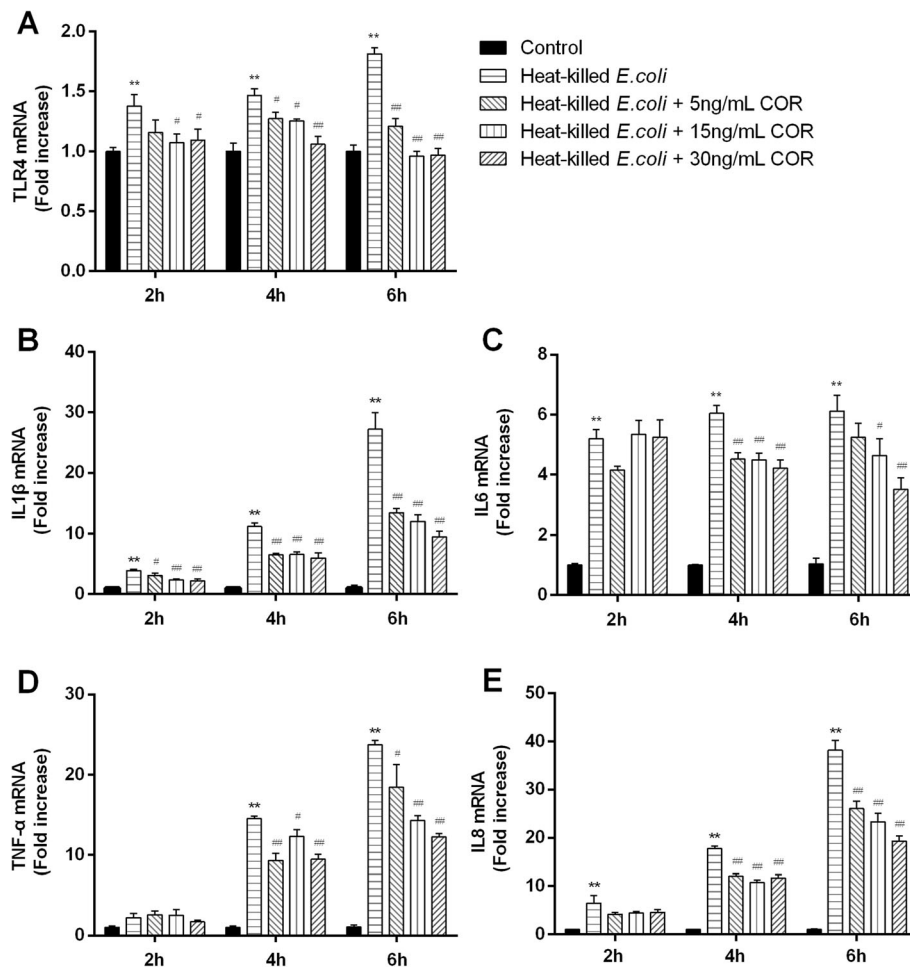 A
TLR4 mRNA
(Fold increase)
2.0
1.5
1.0
0.5
0.0
**
#
#
**
#
#
##
**
##
##
##
2h
4h
6h
Control
Heat-killed E.coli
Heat-killed E.coli + 5ng/mL COR
Heat-killed E.coli + 15ng/mL COR
Heat-killed E.coli + 30ng/mL COR
B
IL1β mRNA
(Fold increase)
40
30
20
10
0
**
#
##
##
**
##
##
##
**
##
##
##
2h
4h
6h
C
IL6 mRNA
(Fold increase)
8
6
4
2
0
**
**
##
##
##
**
#
##
2h
4h
6h
D
TNF-α mRNA
(Fold increase)
30
20
10
0
**
##
#
##
**
#
##
##
2h
4h
6h
E
IL8 mRNA
(Fold increase)
50
40
30
20
10
0
**
**
##
##
##
**
##
##
##
2h
4h
6h